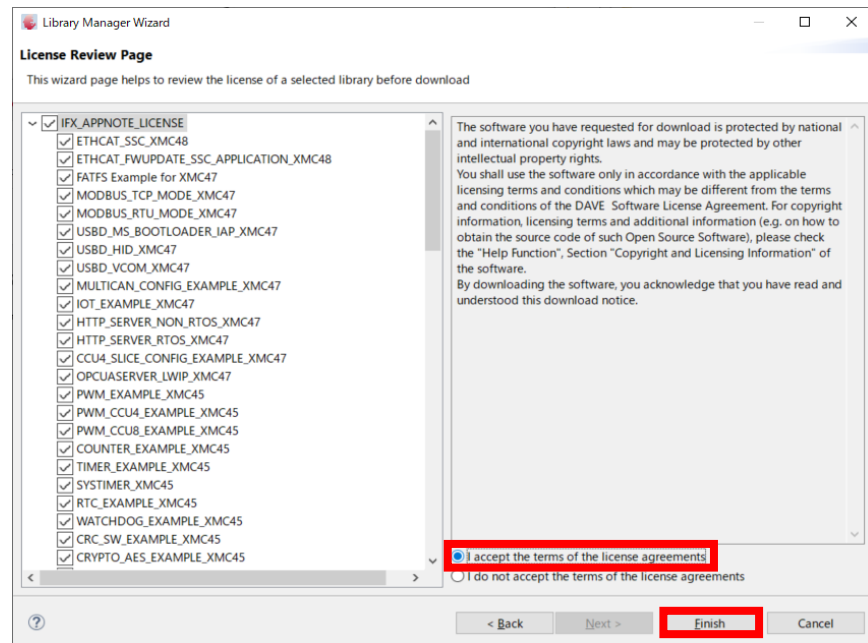 Library Manager Wizard
License Review Page
This wizard page helps to review the license of a selected library before download
IFX_APPNOTE_LICENSE
ETHCAT_SSC_XMC48
ETHCAT_FWUPDATE_SSC_APPLICATION_XMC48
FATFS Example for XMC47
MODBUS_TCP_MODE_XMC47
MODBUS_RTU_MODE_XMC47
USBD_MS_BOOTLOADER_IAP_XMC47
USBD_HID_XMC47
USBD_VCOM_XMC47
MULTICAN_CONFIG_EXAMPLE_XMC47
IOT_EXAMPLE_XMC47
HTTP_SERVER_NON_RTOS_XMC47
HTTP_SERVER_RTOS_XMC47
CCU4_SLICE_CONFIG_EXAMPLE_XMC47
OPCUASERVER_LWIP_XMC47
PWM_EXAMPLE_XMC45
PWM_CCU4_EXAMPLE_XMC45
PWM_CCU8_EXAMPLE_XMC45
COUNTER_EXAMPLE_XMC45
TIMER_EXAMPLE_XMC45
SYSTIMER_XMC45
RTC_EXAMPLE_XMC45
WATCHDOG_EXAMPLE_XMC45
CRC_SW_EXAMPLE_XMC45
CRYPTO_AES_EXAMPLE_XMC45
The software you have requested for download is protected by national
and international copyright laws and may be protected by other
intellectual property rights.
You shall use the software only in accordance with the applicable
licensing terms and conditions which may be different from the terms
and conditions of the DAVE Software License Agreement. For copyright
information, licensing terms and additional information (e.g. on how to
obtain the source code of such Open Source Software), please check
the "Help Function", Section "Copyright and Licensing Information" of
the software.
By downloading the software, you acknowledge that you have read and
understood this download notice.
I accept the terms of the license agreements
I do not accept the terms of the license agreements
< Back
Next >
Finish
Cancel